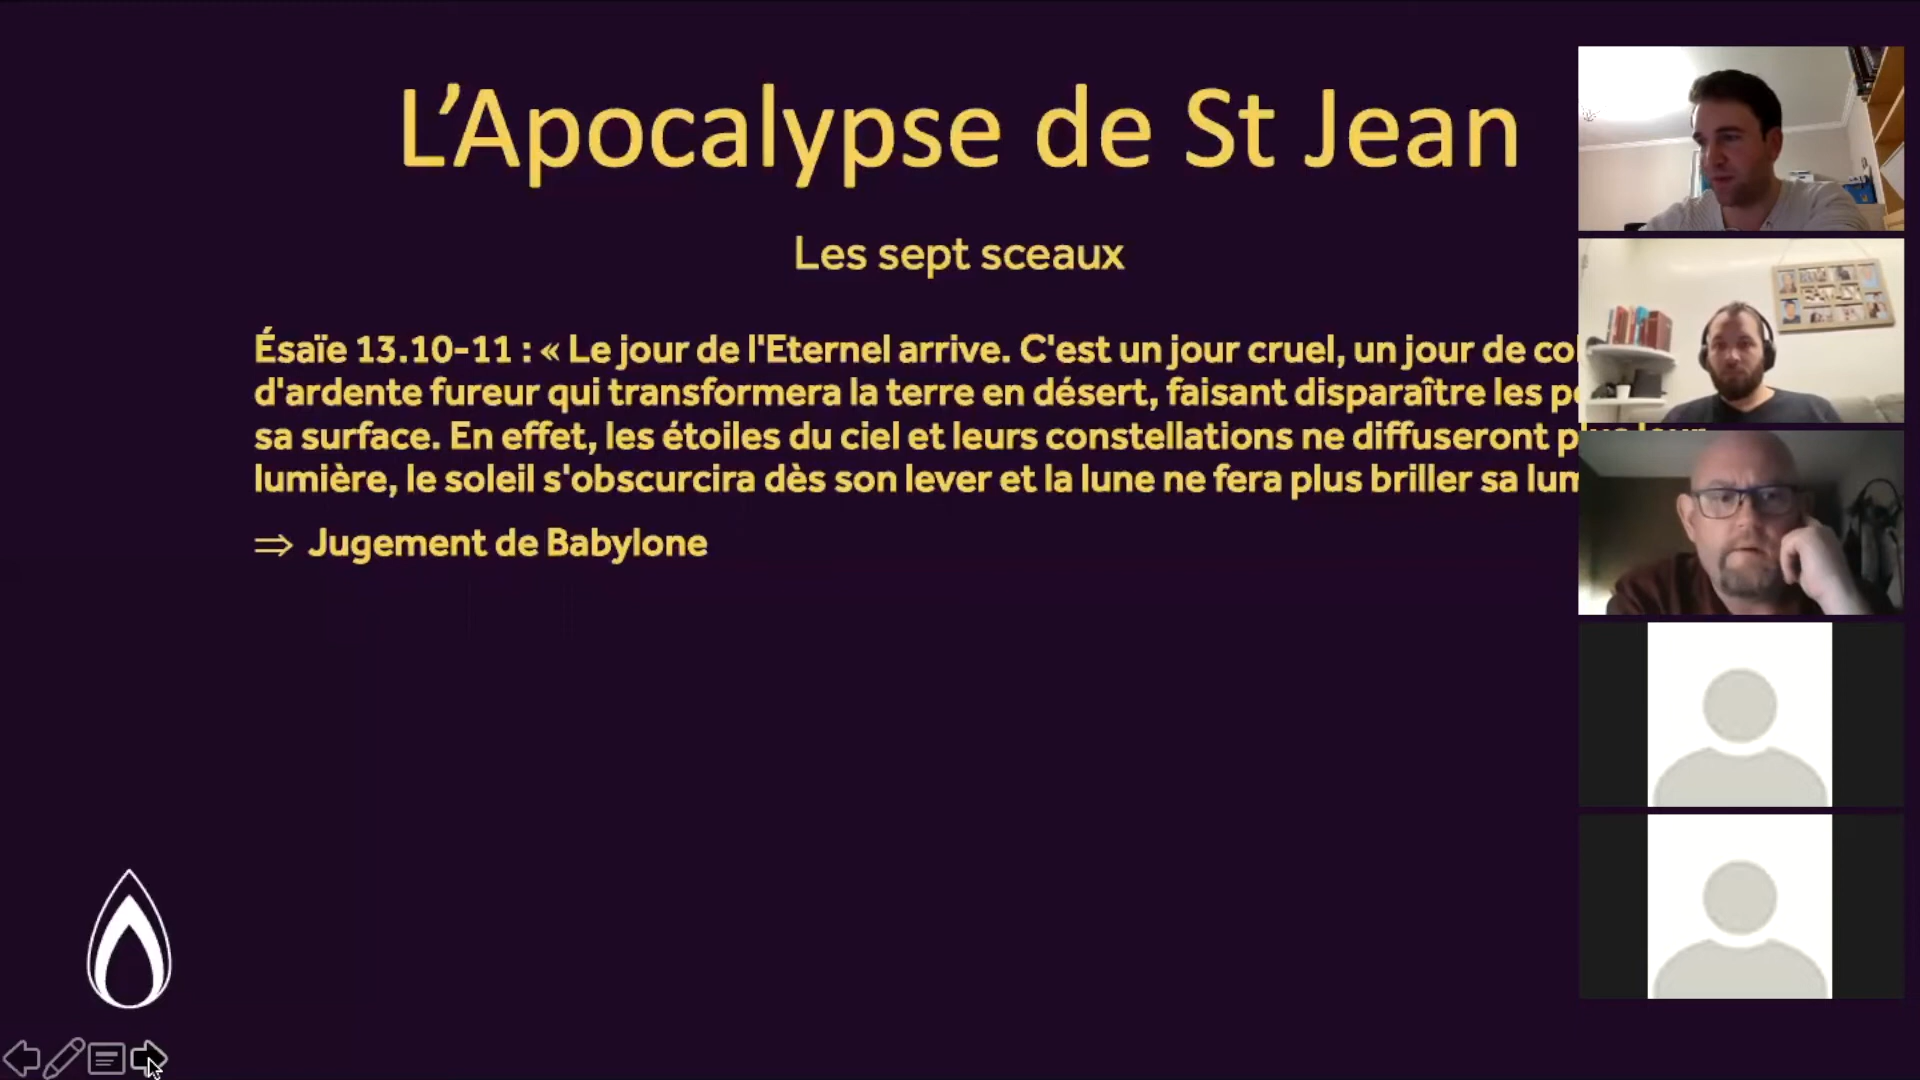 L’Apocalypse de St Jean
Les sept sceaux
Ésaïe 13.10-11 : « Le jour de l'Eternel arrive. C'est un jour cruel, un jour de
d'ardente fureur qui transformera la terre en désert, faisant disparaître les
sa surface. En effet, les étoiles du ciel et leurs constellations ne diffuseront plus leur
lumière, le soleil s'obscurcira dès son lever et la lune ne fera plus briller sa
⇒ Jugement de Babylone